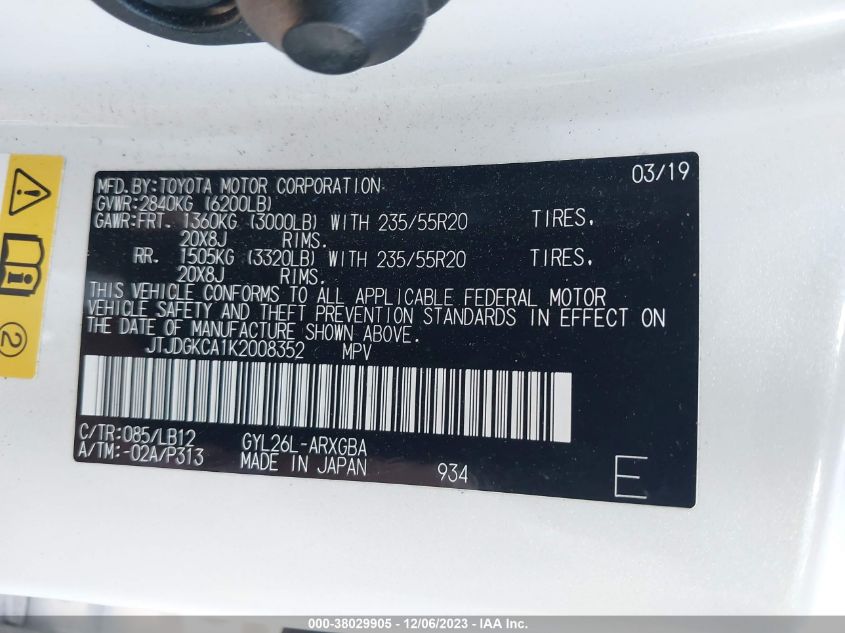 03/19
MFD. BY: TOYOTA MOTOR CORPORATION
GVWR: 2840KG (6200LB)
GAWR: FRT. 1360KG (3000LB) WITH 235/55R20 TIRES,
20X8J RIMS.
RR. 1505KG (3320LB) WITH 235/55R20 TIRES,
20X8J RIMS.
THIS VEHICLE CONFORMS TO ALL APPLICABLE FEDERAL MOTOR
VEHICLE SAFETY AND THEFT PREVENTION STANDARDS IN EFFECT ON
THE DATE OF MANUFACTURE SHOWN ABOVE.
JTJDGKCA1K2008352 MPV
C/TR: 085/LB12 GYL26L-ARXGBA
A/TM: -02A/P313 MADE IN JAPAN 934
E
2
000-38029905 - 12/06/2023 - © IAA Inc.